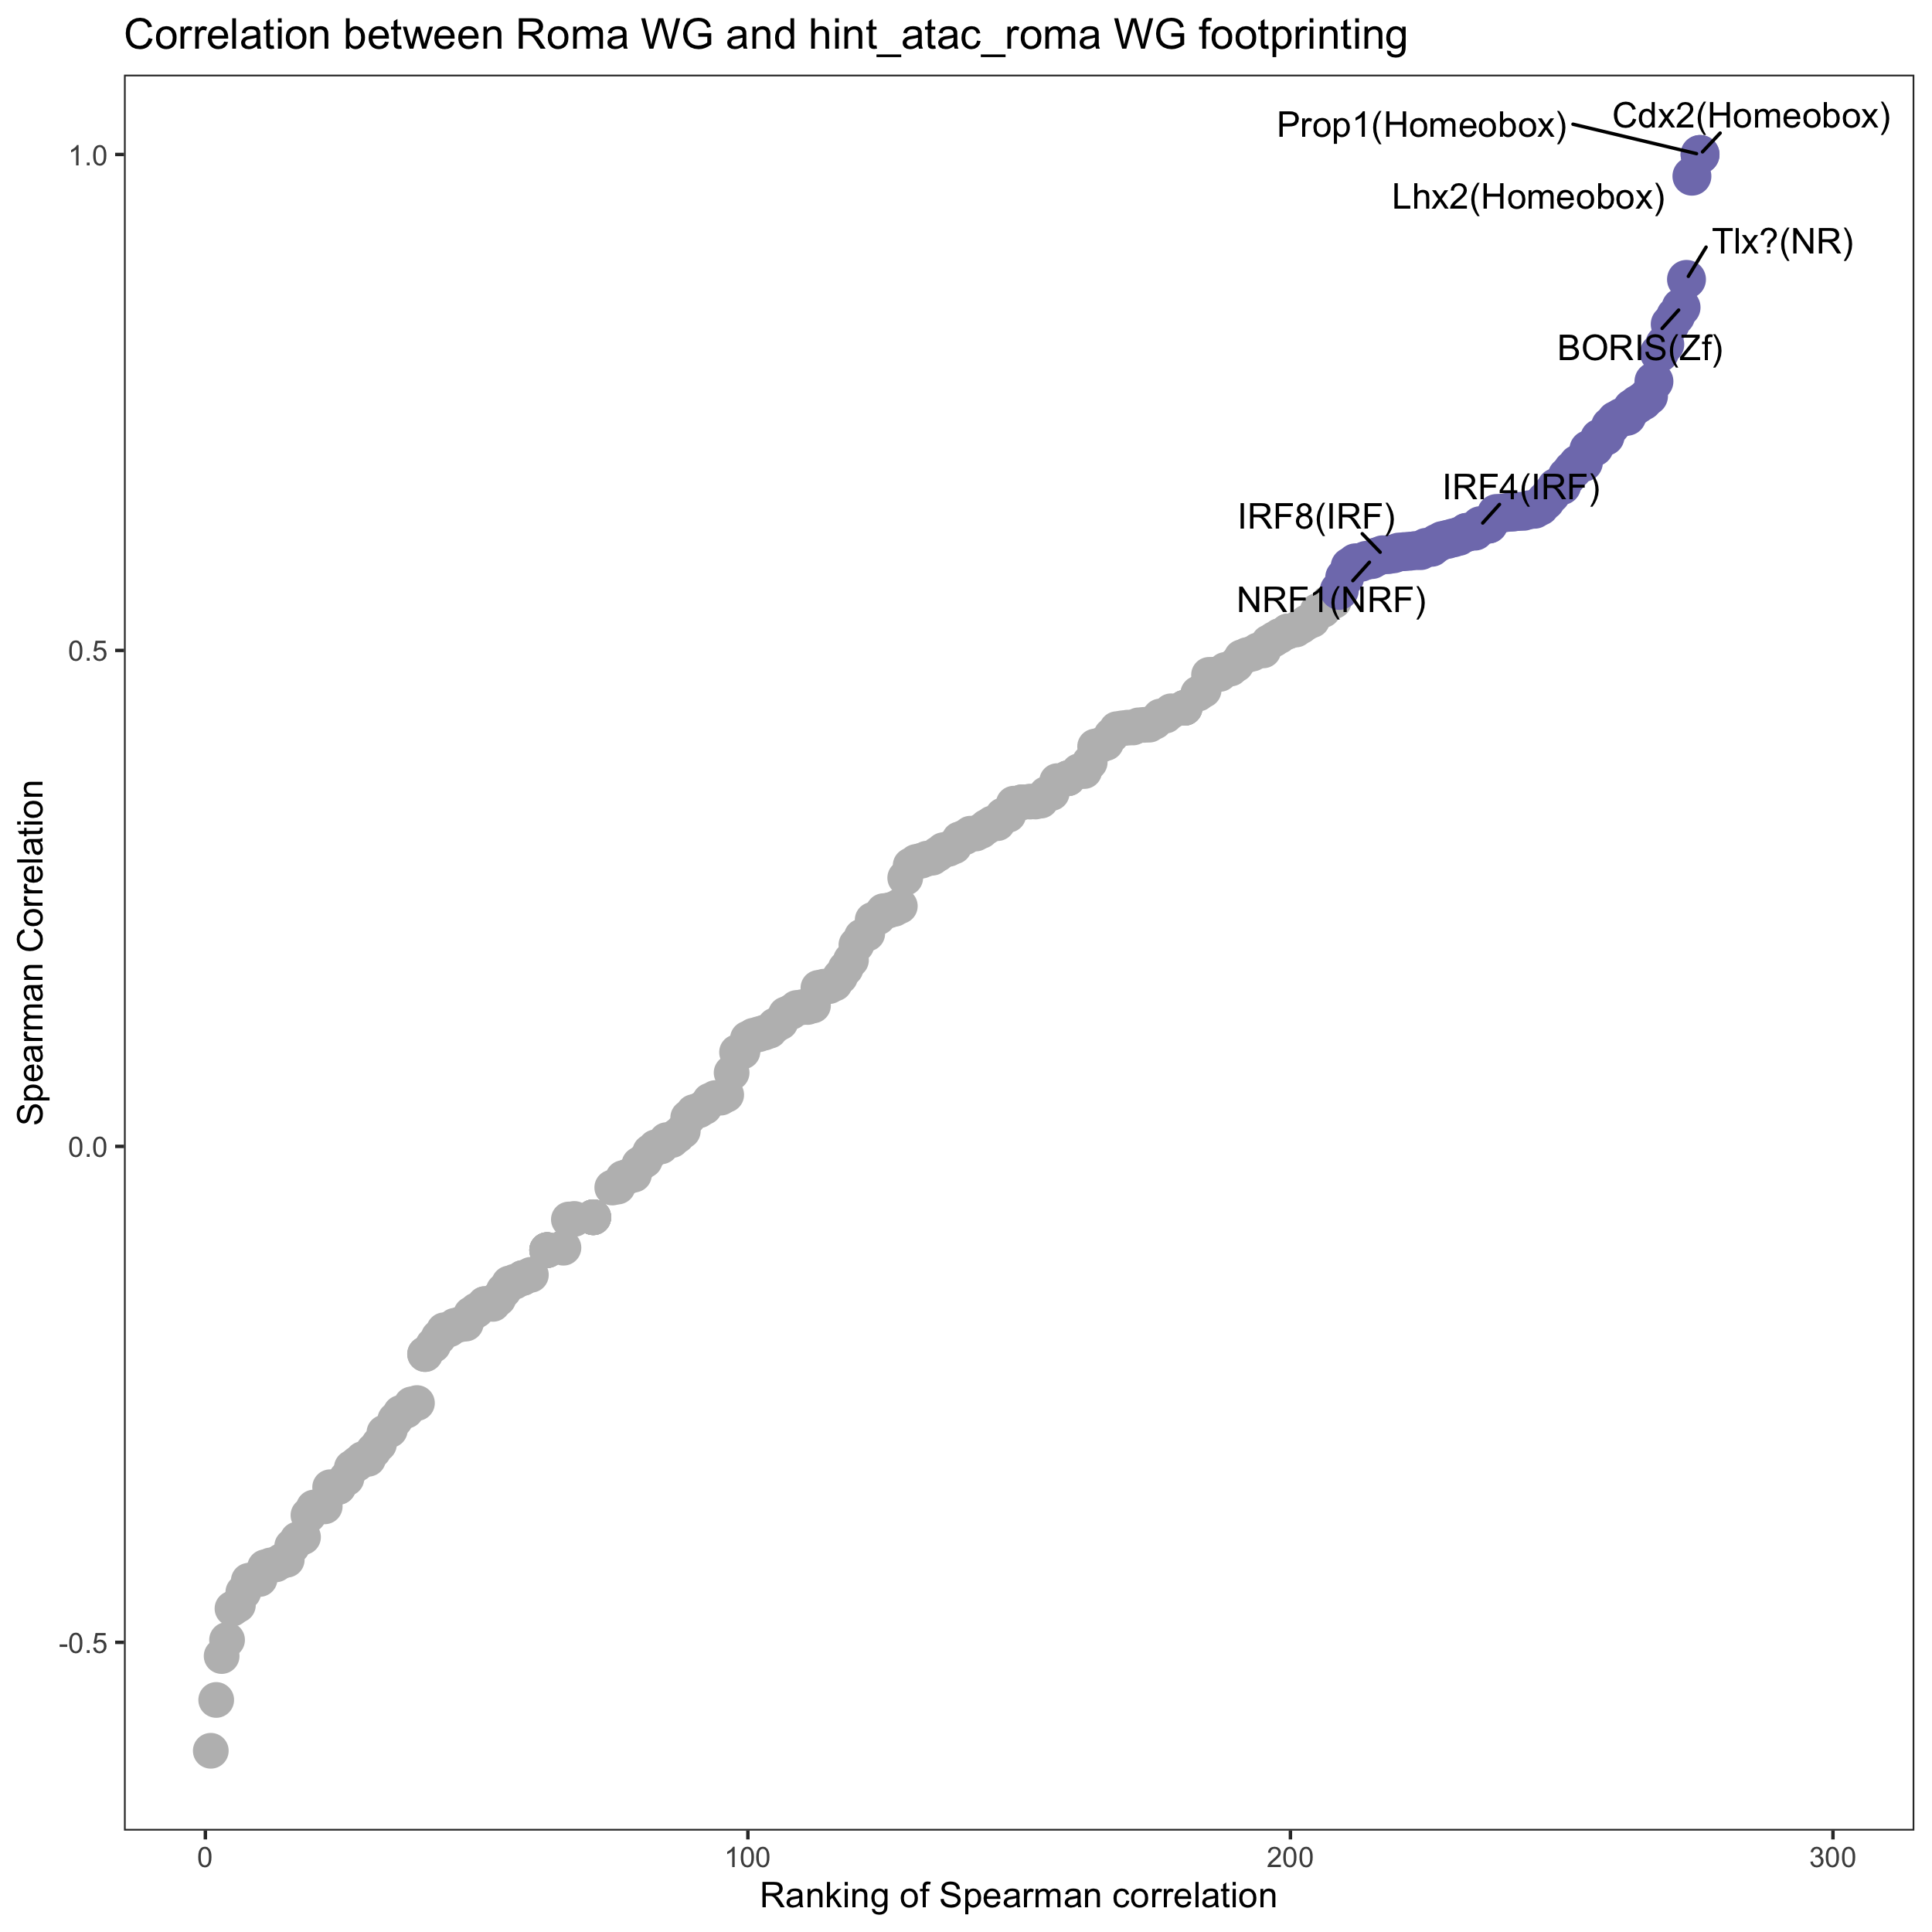 Correlation between Roma WG and hint_atac_roma WG footprinting
Cdx2(Homeobox)
Prop1(Homeobox)
1.0
Lhx2(Homeobox)
Tlx?(NR)
BORIS(Zf)
IRF4(IRF)
IRF8(IRF)
NRF1(NRF)
0.5
Spearman Correlation
0.0
-0.5
0 100 200 300
Ranking of Spearman correlation